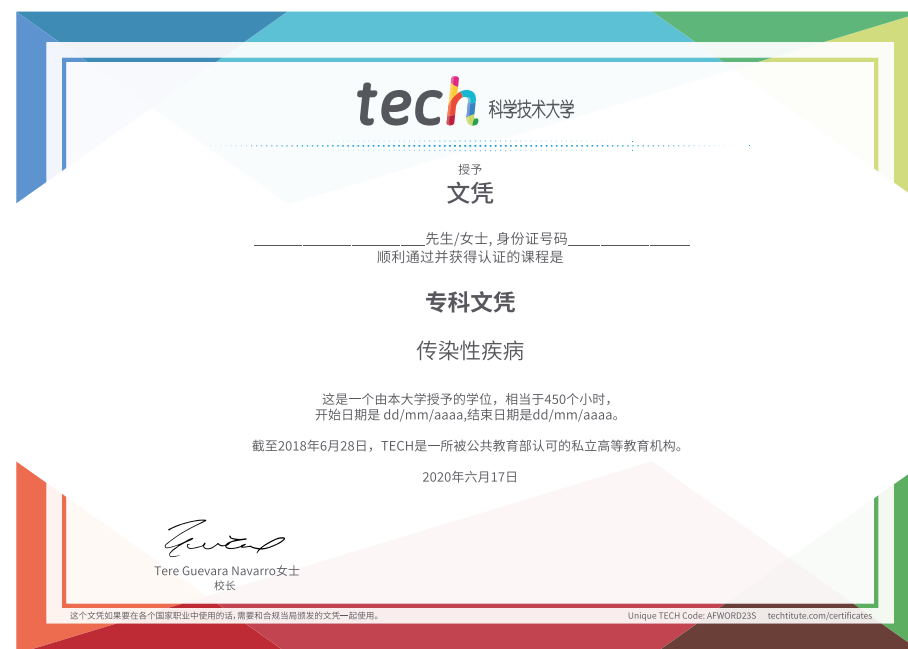 tech 科学技术大学
授予
文凭
先生/女士, 身份证号码
顺利通过并获得认证的课程是
专科文凭
传染性疾病
这是一个由本大学授予的学位，相当于450个小时，
开始日期是 dd/mm/aaaa,结束日期是dd/mm/aaaa。
截至2018年6月28日，TECH是一所被公共教育部认可的私立高等教育机构。
2020年六月17日
Tere Guevara Navarro女士
校长
这个文凭如果要在各个国家职业中使用的话,需要和合规当局颁发的文凭一起使用。
Unique TECH Code: AFWORD23S techtitute.com/certificates